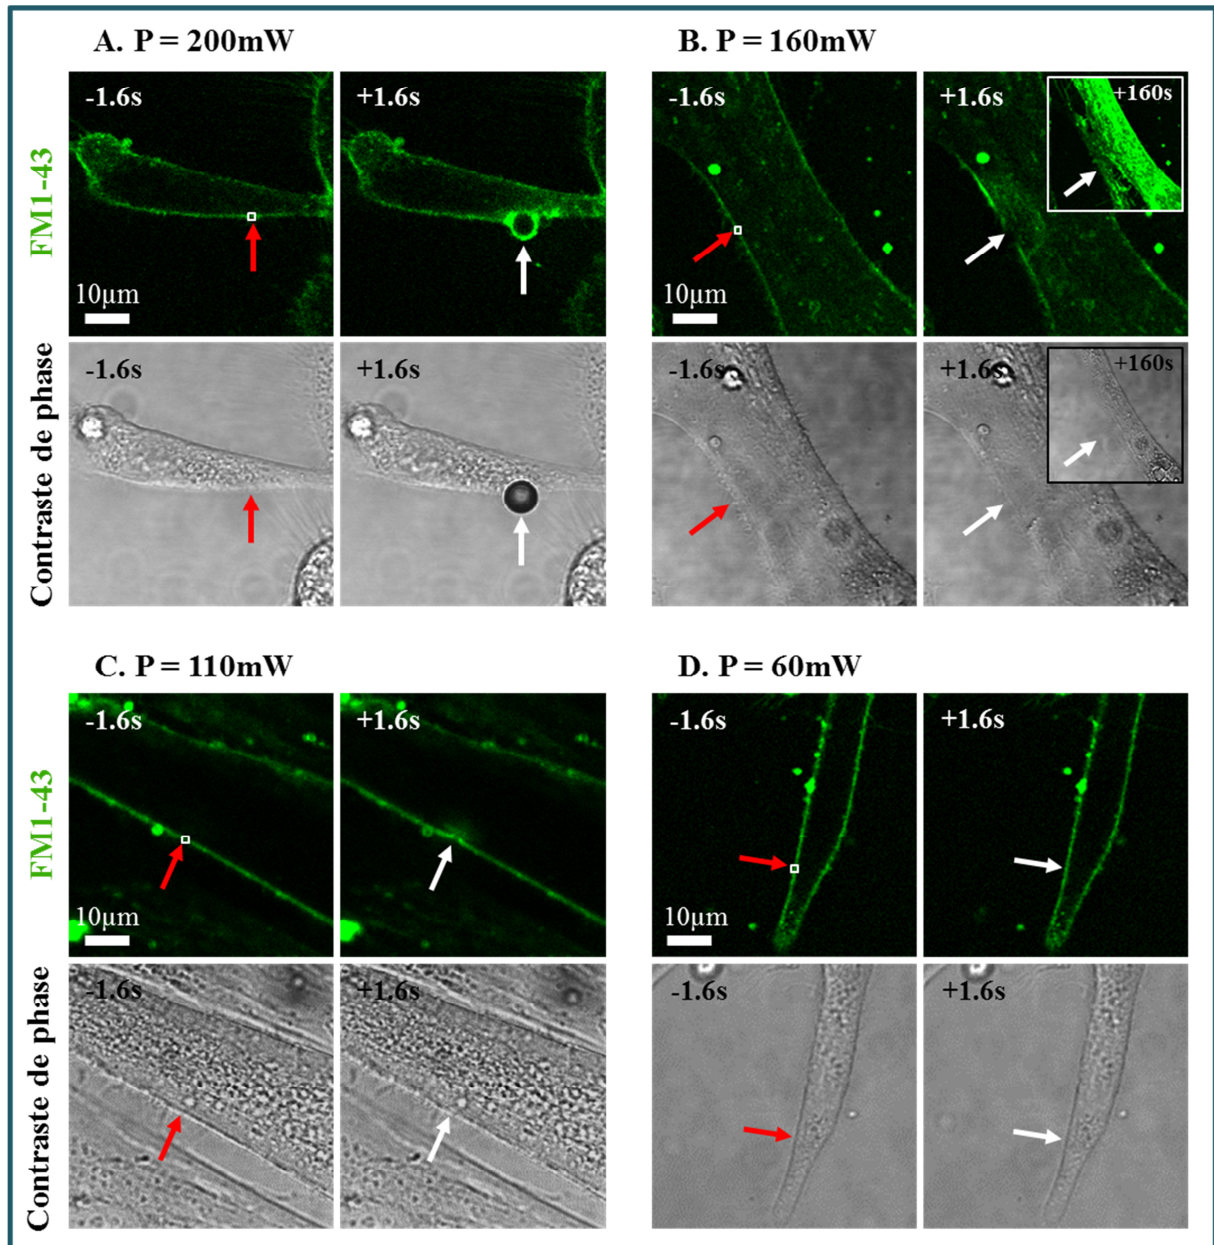 A. P = 200mW
B. P = 160mW
FM1-43
-1.6s
+1.6s
10µm
-1.6s
+1.6s
+160s
10µm
Contraste de phase
-1.6s
+1.6s
-1.6s
+1.6s
+160s
C. P = 110mW
D. P = 60mW
FM1-43
-1.6s
+1.6s
10µm
-1.6s
+1.6s
10µm
Contraste de phase
-1.6s
+1.6s
-1.6s
+1.6s